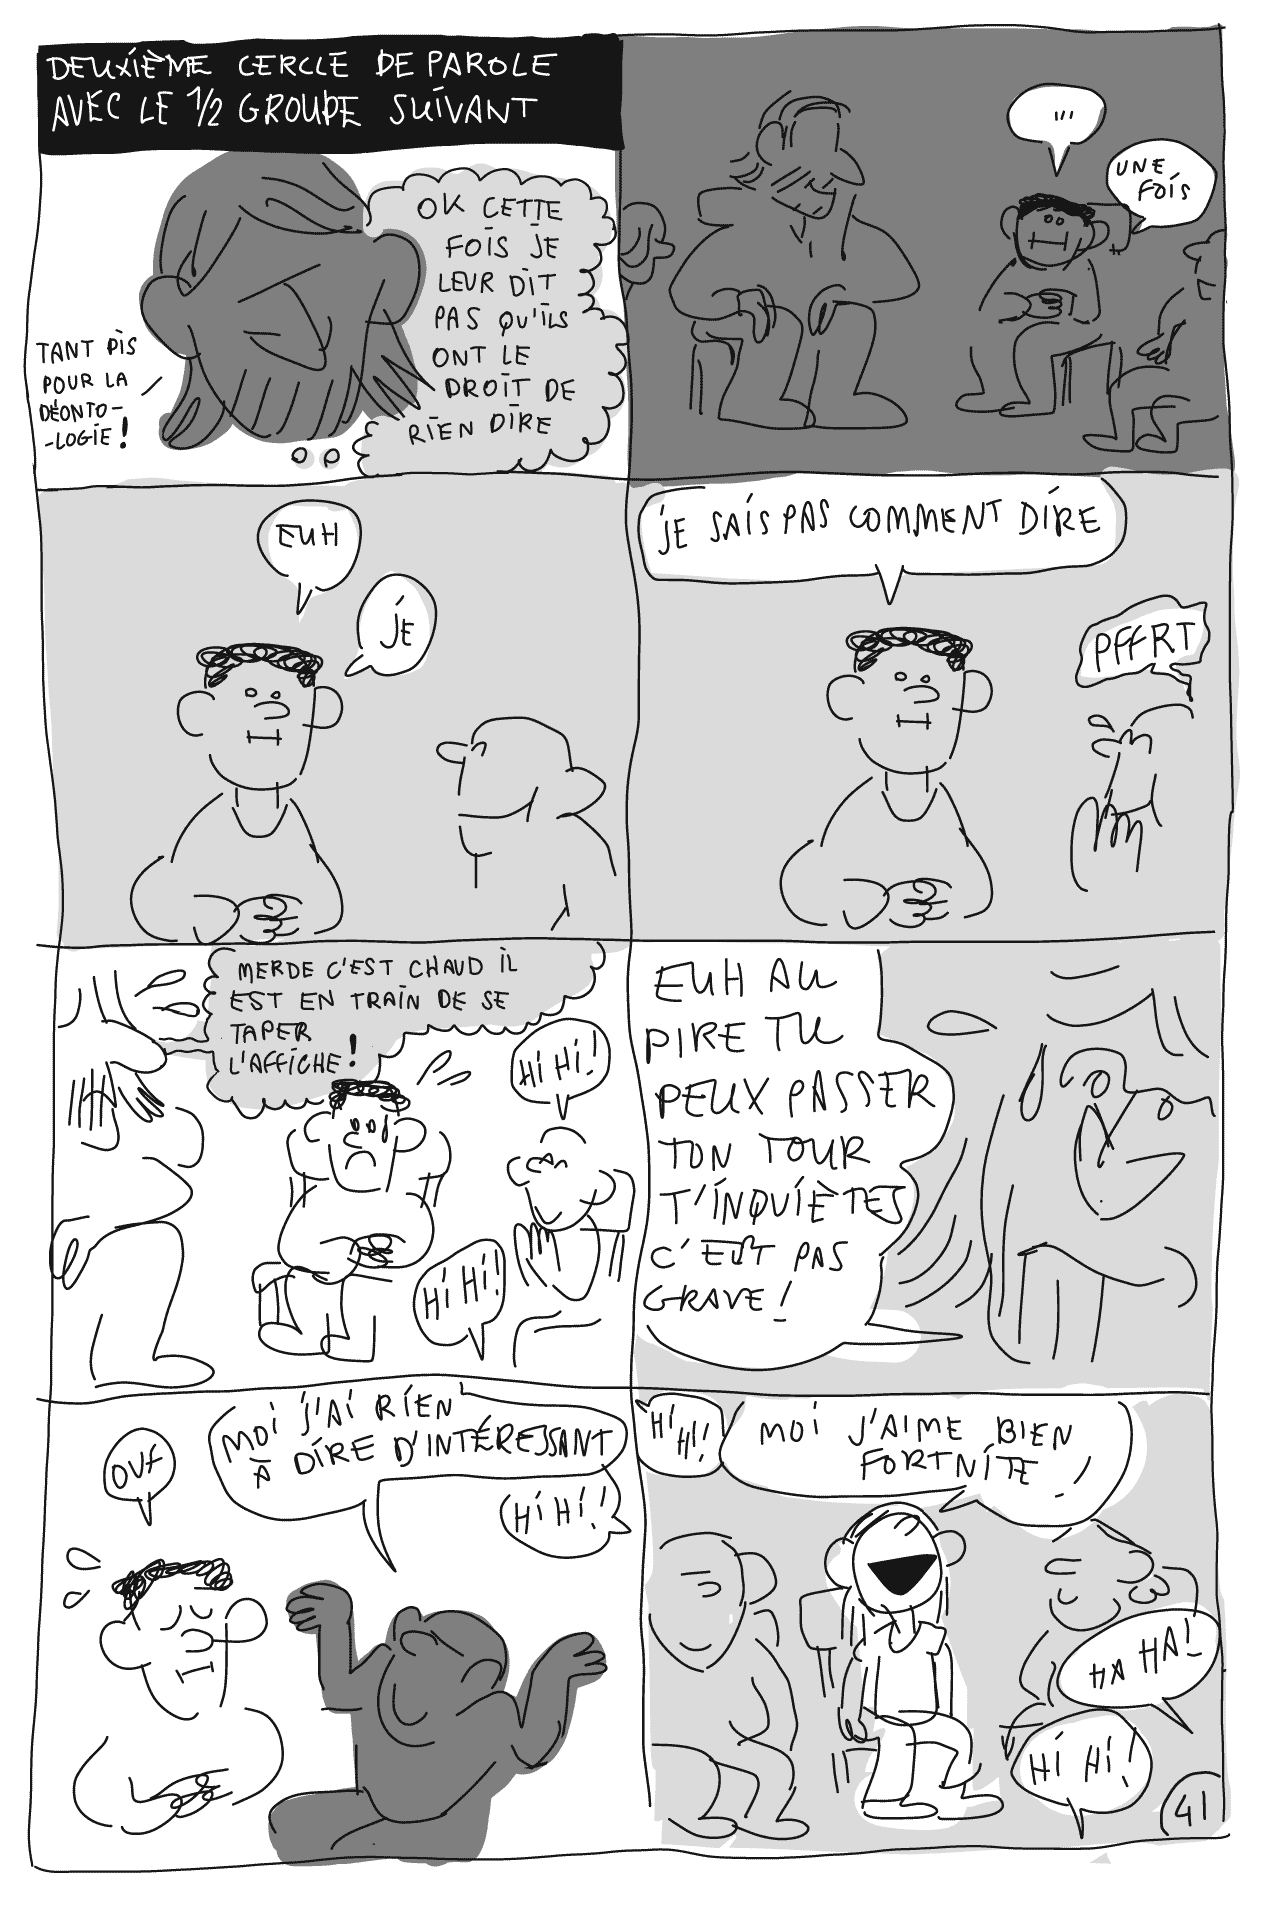 DEUXIÈME CERCLE DE PAROLE
AVEC LE 1/2 GROUPE SUIVANT
OK CETTE
FOIS JE
LEUR DIT
PAS QU'ILS
ONT LE
DROIT DE
RIEN DIRE
TANT PIS
POUR LA
DÉONTO-
-LOGIE!
...
UNE
FOIS
EUH
JE
JE SAIS PAS COMMENT DIRE
PFFRT
MERDE C'EST CHAUD IL
EST EN TRAIN DE SE
TAPER
L'AFFICHE!
HI HI!
HI HI!
EUH AU
PIRE TU
PEUX PASSER
TON TOUR
T'INQUIÈTES
C'EST PAS
GRAVE!
OUF
MOI J'AI RIEN
À DIRE D'INTÉRESSANT
HI HI!
HI
HI!
MOI J'AIME BIEN
FORTNITE!
HA HA!
HI HI!
41